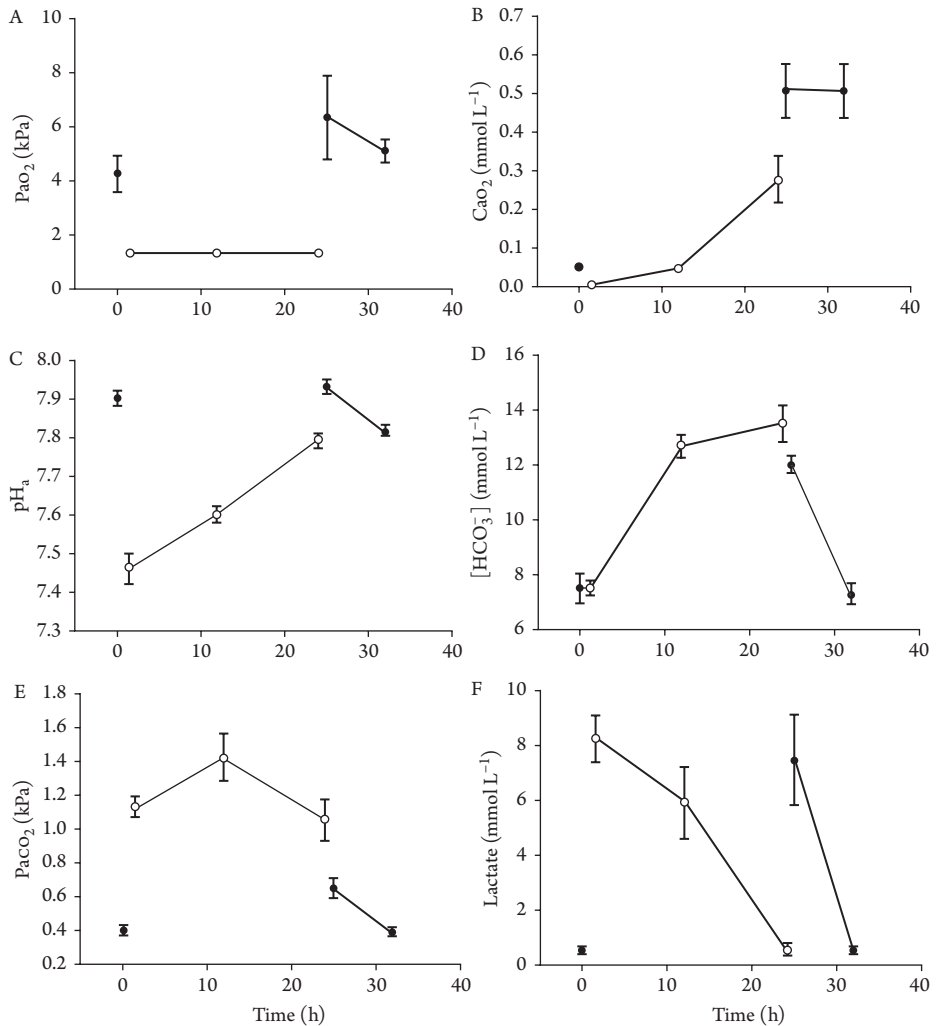 A
PaO₂ (kPa)
10
8
6
4
2
0
0 10 20 30 40
B
CaO₂ (mmol L⁻¹)
0.7
0.6
0.5
0.4
0.3
0.2
0.1
0.0
0 10 20 30 40
C
pHₐ
8.0
7.9
7.8
7.7
7.6
7.5
7.4
7.3
0 10 20 30 40
D
[HCO₃⁻] (mmol L⁻¹)
16
14
12
10
8
6
0 10 20 30 40
E
PaCO₂ (kPa)
1.8
1.6
1.4
1.2
1.0
0.8
0.6
0.4
0.2
0 10 20 30 40
Time (h)
F
Lactate (mmol L⁻¹)
10
8
6
4
2
0
0 10 20 30 40
Time (h)